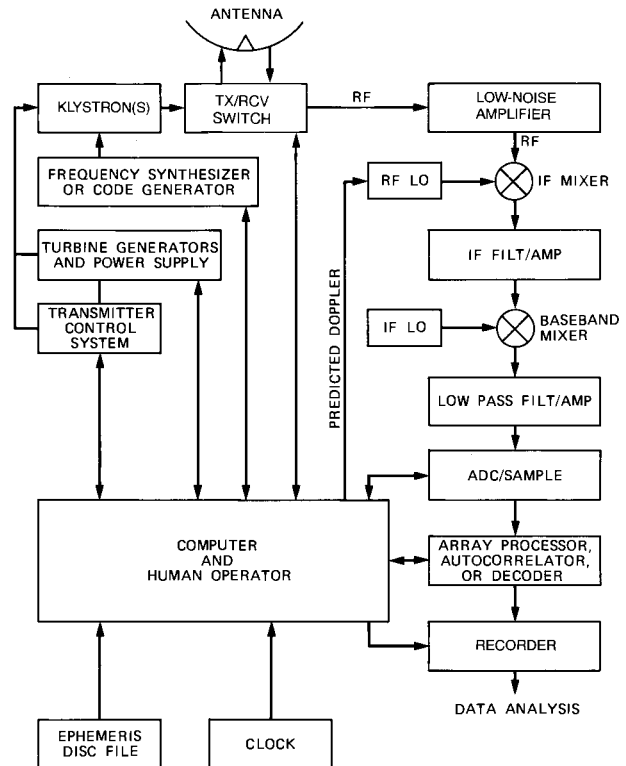 ANTENNA
KLYSTRON(S)
TX/RCV
SWITCH
RF
LOW-NOISE
AMPLIFIER
RF
FREQUENCY SYNTHESIZER
OR CODE GENERATOR
RF LO
IF MIXER
TURBINE GENERATORS
AND POWER SUPPLY
IF FILT/AMP
TRANSMITTER
CONTROL
SYSTEM
PREDICTED DOPPLER
IF LO
BASEBAND
MIXER
LOW PASS FILT/AMP
ADC/SAMPLE
COMPUTER
AND
HUMAN OPERATOR
ARRAY PROCESSOR,
AUTOCORRELATOR,
OR DECODER
RECORDER
DATA ANALYSIS
EPHEMERIS
DISC FILE
CLOCK